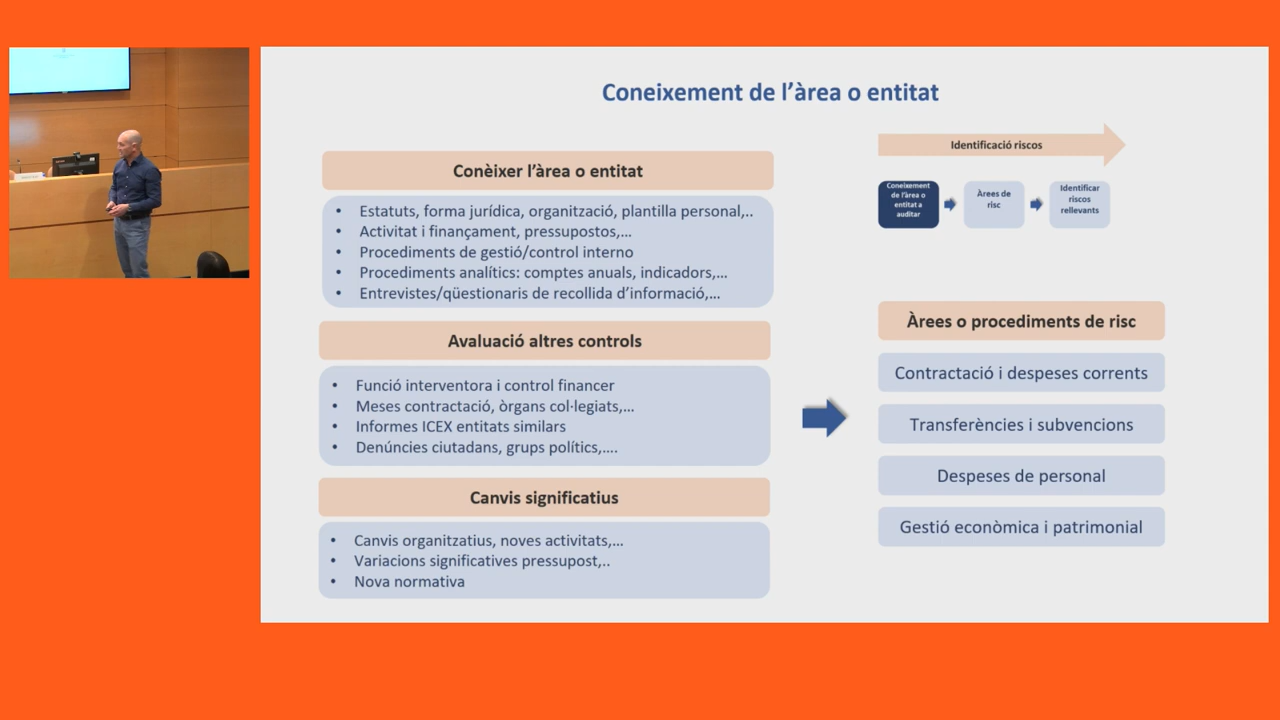 Coneixement de l'àrea o entitat
Conèixer l'àrea o entitat
• Estatuts, forma jurídica, organització, plantilla personal,..
• Activitat i finançament, pressupostos,...
• Procediments de gestió/control interno
• Procediments analítics: comptes anuals, indicadors,...
• Entrevistes/qüestionaris de recollida d'informació,...
Avaluació altres controls
• Funció interventora i control financer
• Meses contractació, òrgans col·legiats,...
• Informes ICEX entitats similars
• Denúncies ciutadans, grups polítics,....
Canvis significatius
• Canvis organitzatius, noves activitats,...
• Variacions significatives pressupost,..
• Nova normativa
Identificació riscos
Coneixement
de l'àrea o
entitat a
auditar
Àrees de
risc
Identificar
riscos
rellevants
Àrees o procediments de risc
Contractació i despeses corrents
Transferències i subvencions
Despeses de personal
Gestió econòmica i patrimonial